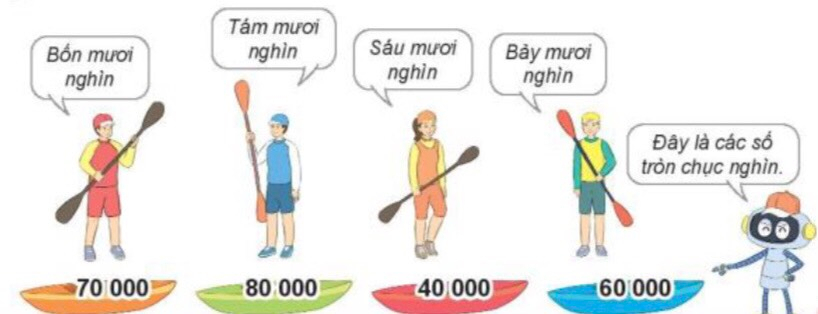 Bốn mươi
nghìn
Tám mươi
nghìn
Sáu mươi
nghìn
Bảy mươi
nghìn
Đây là các số
tròn chục nghìn.
70 000
80 000
40 000
60 000